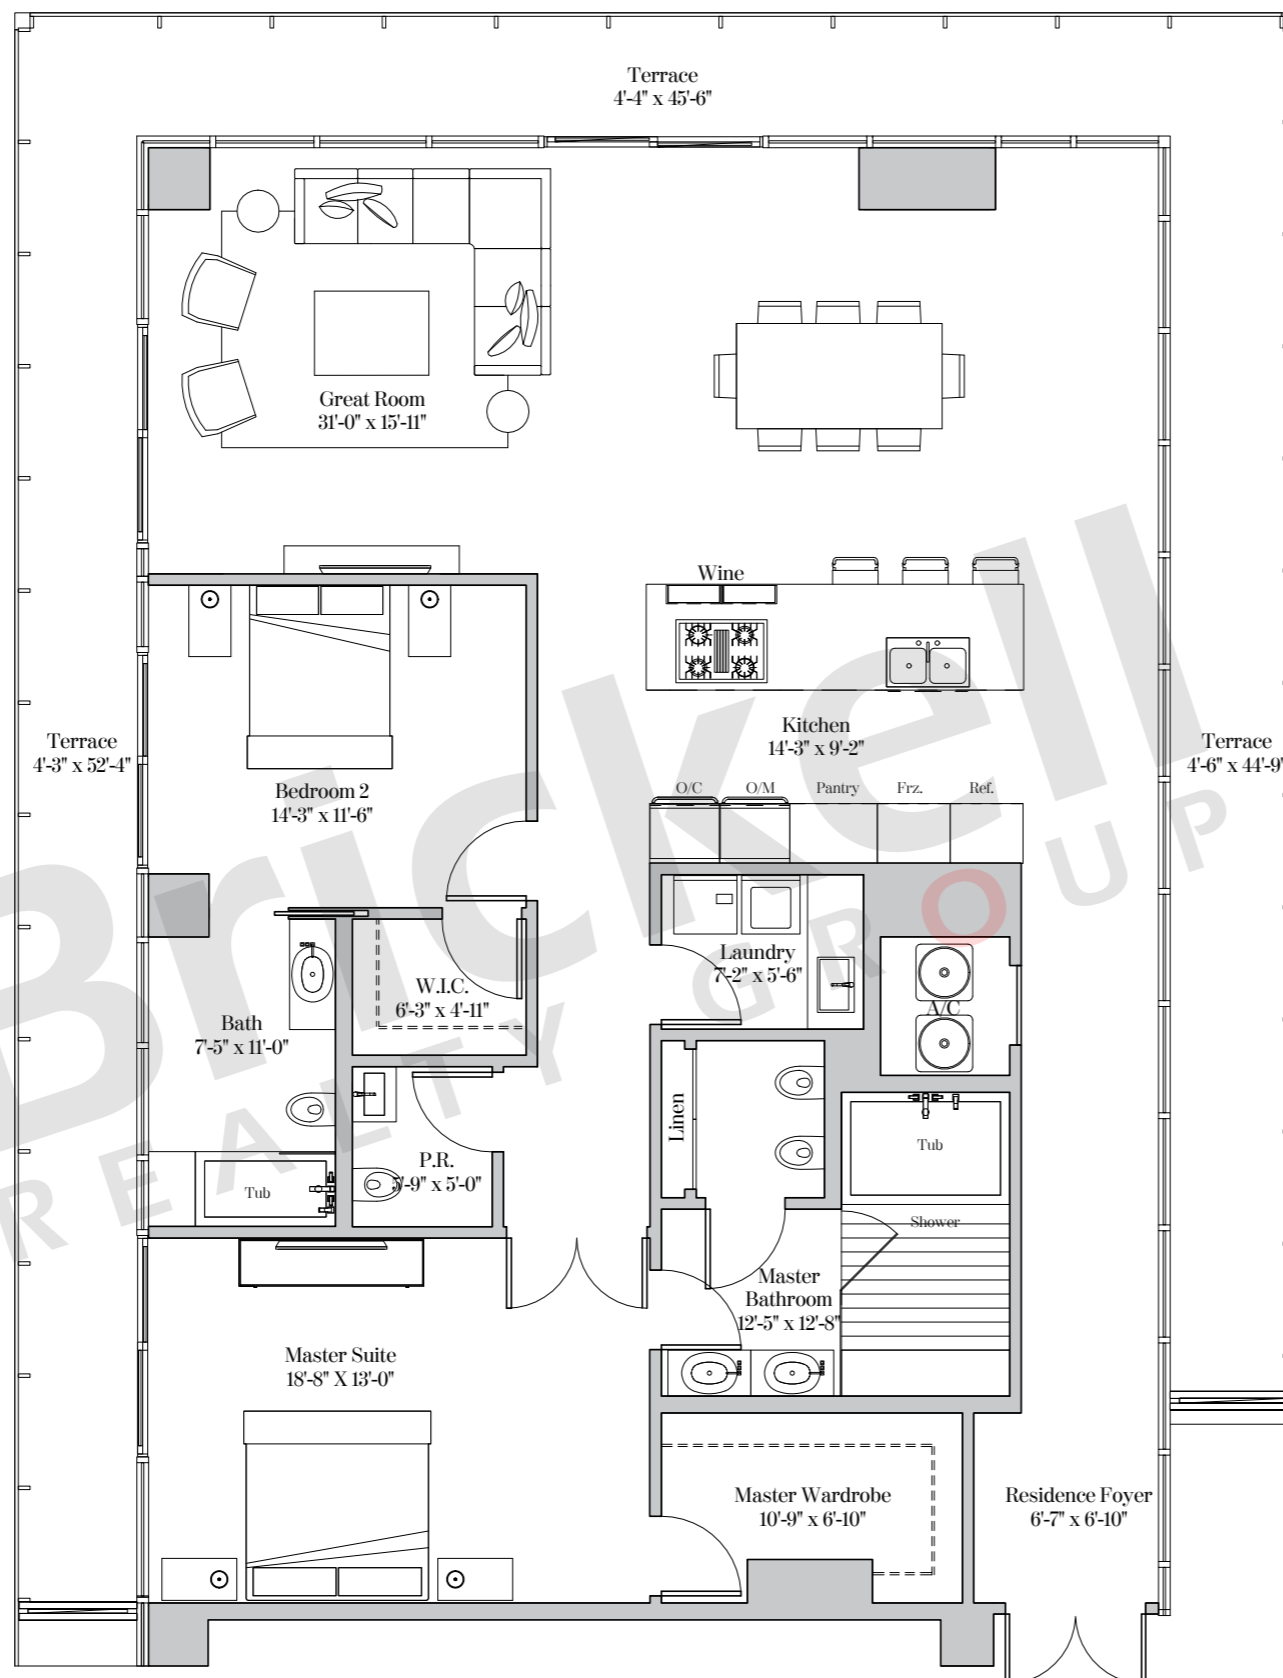 Terrace
4'-4" x 45'-6"
Great Room
31'-0" x 15'-11"
Wine
Kitchen
14'-3" x 9'-2"
Terrace
4'-3" x 52'-4"
Terrace
4'-6" x 44'-9"
Bedroom 2
14'-3" x 11'-6"
O/C
O/M
Pantry
Frz.
Ref.
Brickell
REALTY GROUP
Laundry
7'-2" x 5'-6"
W.I.C.
6'-3" x 4'-11"
A/C
Bath
7'-5" x 11'-0"
Linen
Tub
P.R.
5'-9" x 5'-0"
Tub
Shower
Master
Bathroom
12'-5" x 12'-8"
Master Suite
18'-8" X 13'-0"
Master Wardrobe
10'-9" x 6'-10"
Residence Foyer
6'-7" x 6'-10"